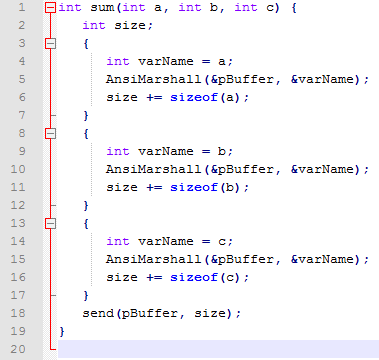 1 int sum(int a, int b, int c) {
2 int size;
3 {
4 int varName = a;
5 AnsiMarshall(&pBuffer, &varName);
6 size += sizeof(a);
7 }
8 {
9 int varName = b;
10 AnsiMarshall(&pBuffer, &varName);
11 size += sizeof(b);
12 }
13 {
14 int varName = c;
15 AnsiMarshall(&pBuffer, &varName);
16 size += sizeof(c);
17 }
18 send(pBuffer, size);
19 }
20